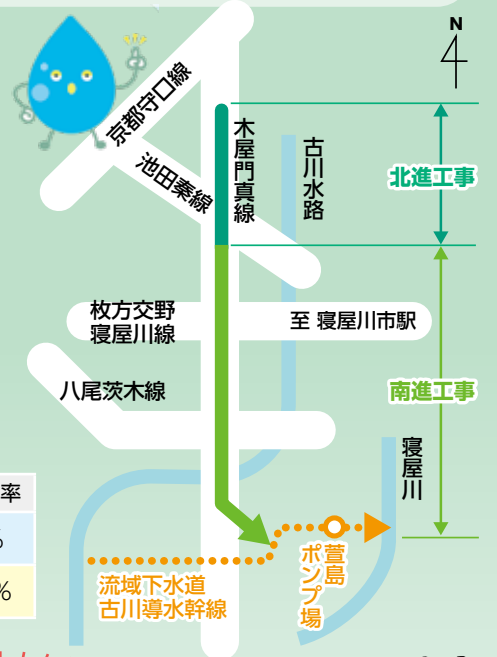 N
京都守口線
池田秦線
木屋門真線
古川水路
北進工事
枚方交野
寝屋川線
至 寝屋川市駅
八尾茨木線
南進工事
寝屋川
率
%
%
萱島
ポンプ場
流域下水道
古川導水幹線